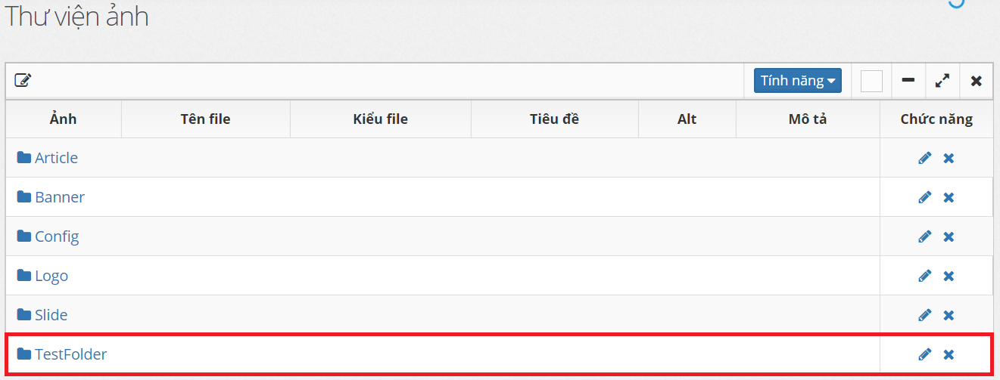 Thư viện ảnh
Tính năng
Ảnh Tên file Kiểu file Tiêu đề Alt Mô tả Chức năng
Article
Banner
Config
Logo
Slide
TestFolder